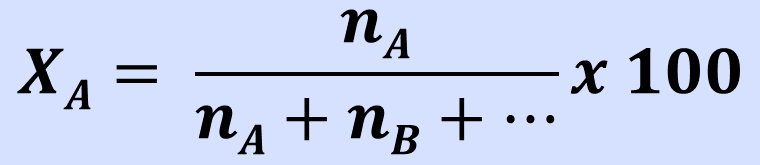 X_A = n_A / (n_A + n_B + ⋯) x 100